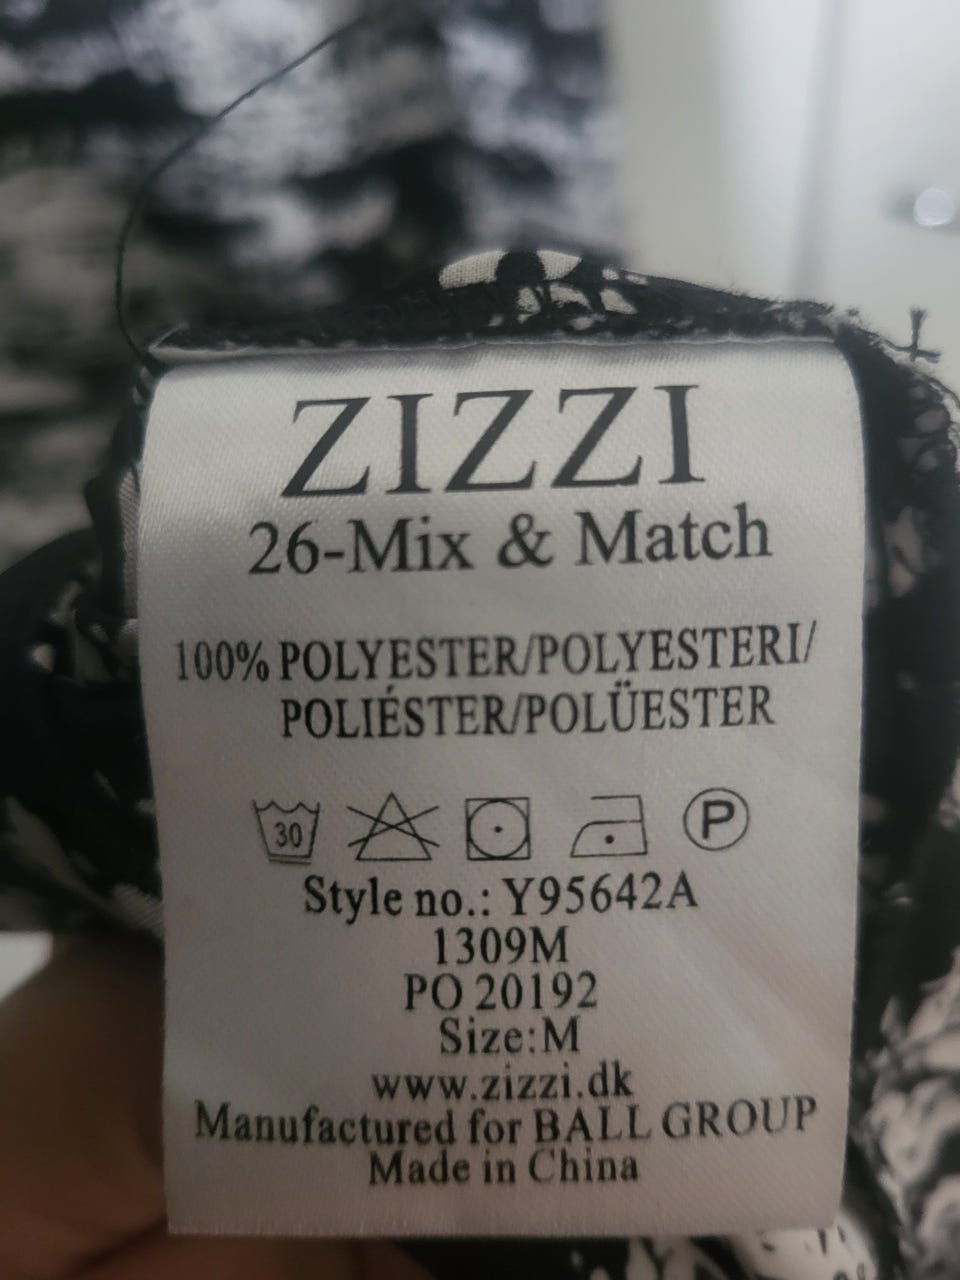 ZIZZI
26-Mix & Match
100% POLYESTER/POLYESTERI/
POLIÉSTER/POLÜESTER
30 P
Style no.: Y95642A
1309M
PO 20192
Size:M
www.zizzi.dk
Manufactured for BALL GROUP
Made in China